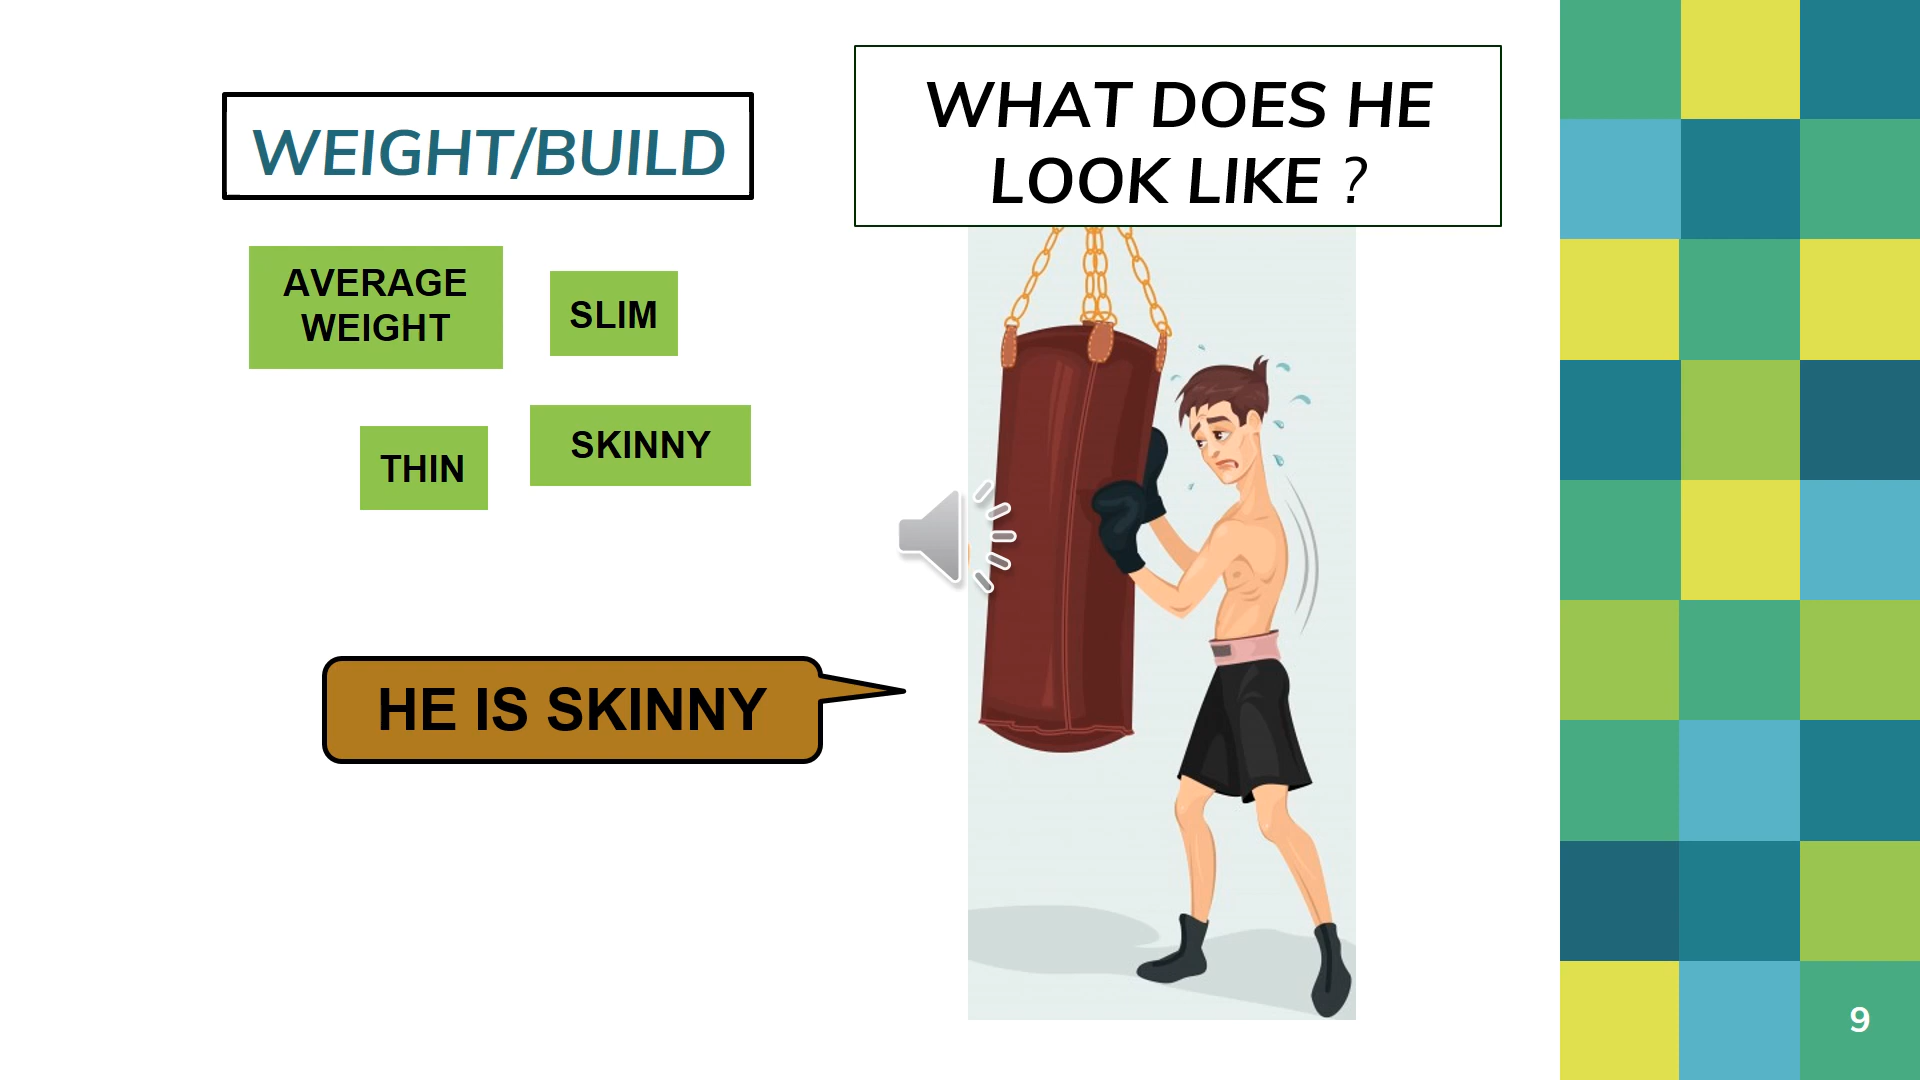 WEIGHT/BUILD
WHAT DOES HE
LOOK LIKE ?
AVERAGE
WEIGHT
SLIM
THIN
SKINNY
HE IS SKINNY
9